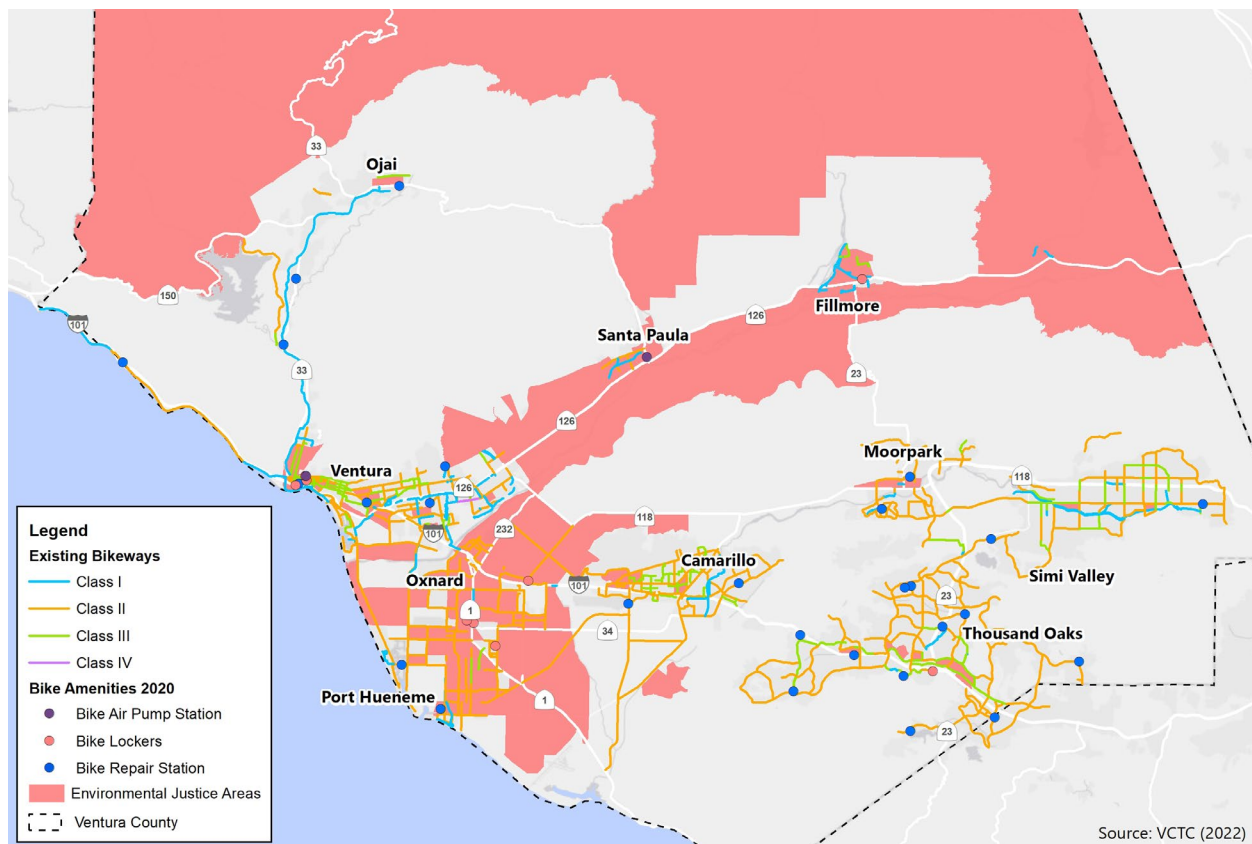 33
Ojai
150
101
Fillmore
126
Santa Paula
23
33
126
Moorpark
Ventura
118
126
232
118
101
Camarillo
Oxnard
101
Simi Valley
23
1
34
Thousand Oaks
Port Hueneme
1
23
Legend
Existing Bikeways
Class I
Class II
Class III
Class IV
Bike Amenities 2020
Bike Air Pump Station
Bike Lockers
Bike Repair Station
Environmental Justice Areas
Ventura County
Source: VCTC (2022)